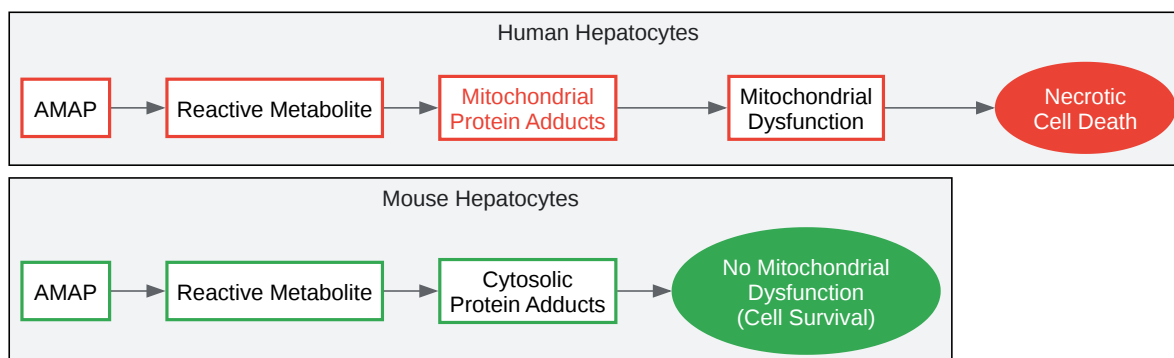 Human Hepatocytes
AMAP
Reactive Metabolite
Mitochondrial
Protein Adducts
Mitochondrial
Dysfunction
Necrotic
Cell Death
Mouse Hepatocytes
AMAP
Reactive Metabolite
Cytosolic
Protein Adducts
No Mitochondrial
Dysfunction
(Cell Survival)